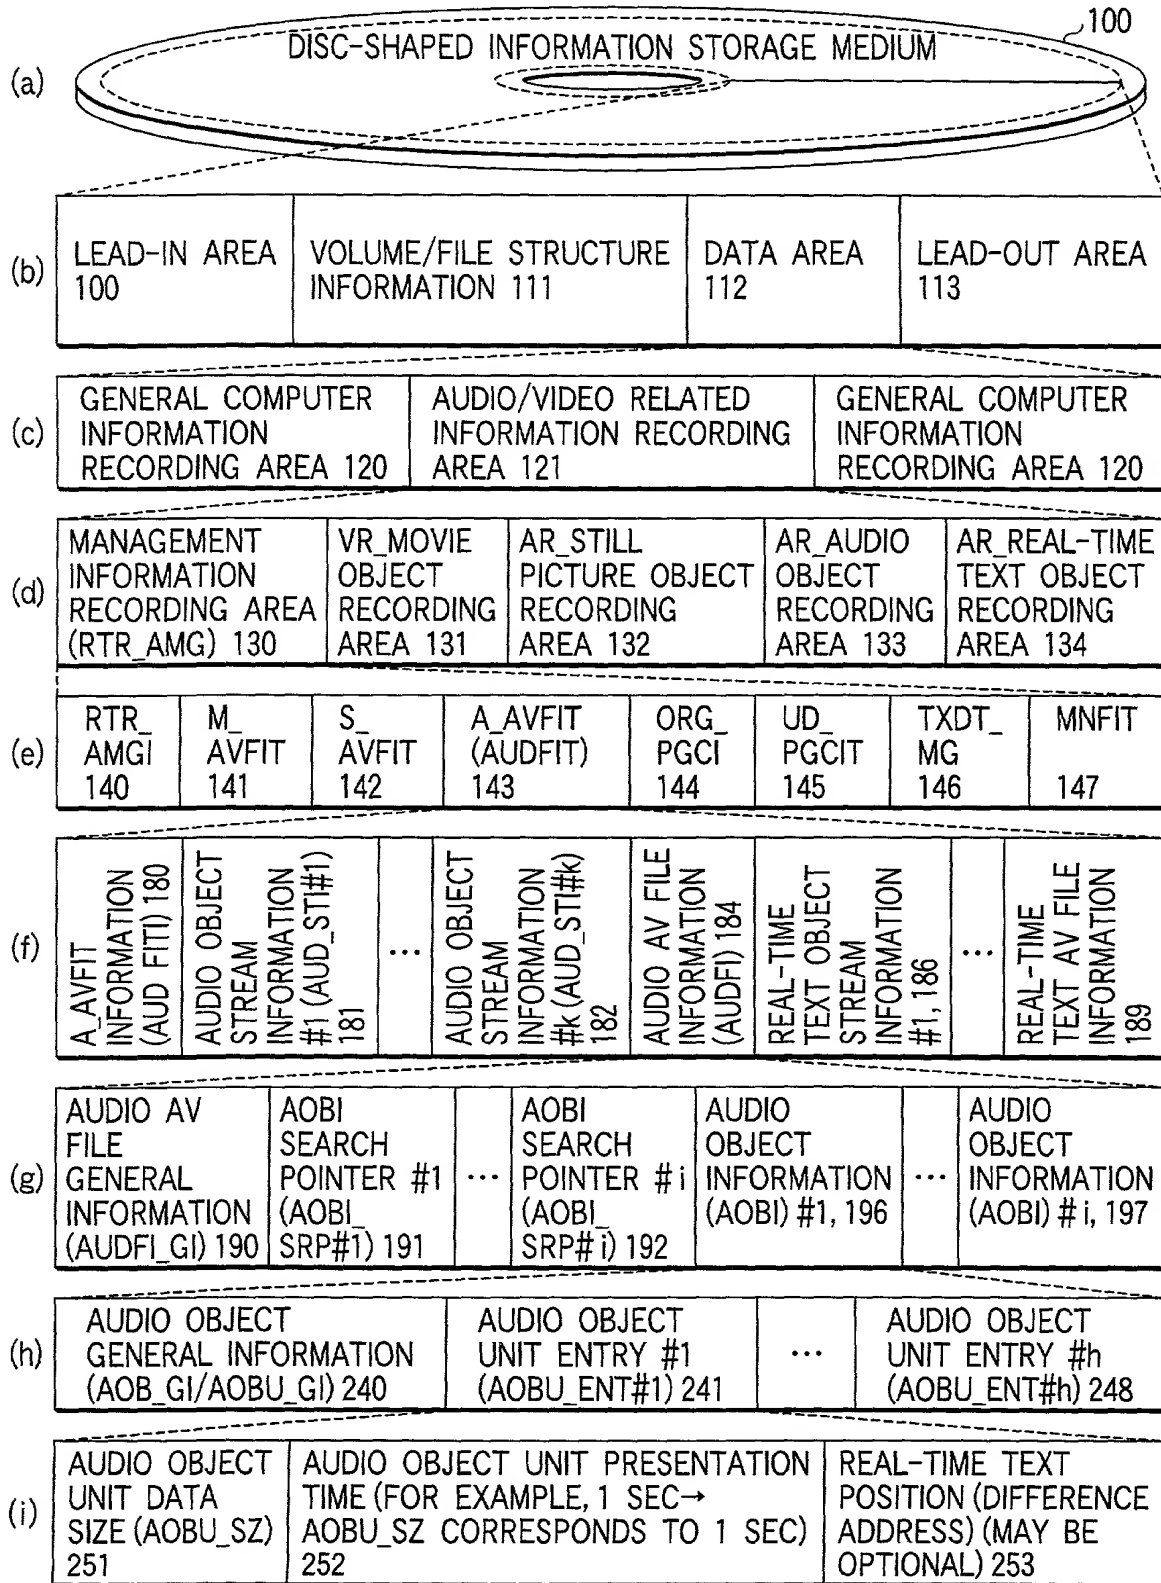 100
DISC-SHAPED INFORMATION STORAGE MEDIUM
(a)
(b)
LEAD-IN AREA
100
VOLUME/FILE STRUCTURE
INFORMATION 111
DATA AREA
112
LEAD-OUT AREA
113
(c)
GENERAL COMPUTER
INFORMATION
RECORDING AREA 120
AUDIO/VIDEO RELATED
INFORMATION RECORDING
AREA 121
GENERAL COMPUTER
INFORMATION
RECORDING AREA 120
(d)
MANAGEMENT
INFORMATION
RECORDING AREA
(RTR_AMG) 130
VR_MOVIE
OBJECT
RECORDING
AREA 131
AR_STILL
PICTURE OBJECT
RECORDING
AREA 132
AR_AUDIO
OBJECT
RECORDING
AREA 133
AR_REAL-TIME
TEXT OBJECT
RECORDING
AREA 134
(e)
RTR_
AMGI
140
M_
AVFIT
141
S_
AVFIT
142
A_AVFIT
(AUDFIT)
143
ORG_
PGCI
144
UD_
PGCIT
145
TXDT_
MG
146
MNFIT
147
(f)
A_AVFIT
INFORMATION
(AUD FITI) 180
AUDIO OBJECT
STREAM
INFORMATION
#1 (AUD_STI#1)
181
...
AUDIO OBJECT
STREAM
INFORMATION
#k (AUD_STI#k)
182
AUDIO AV FILE
INFORMATION
(AUDFI) 184
REAL-TIME
TEXT OBJECT
STREAM
INFORMATION
#1, 186
...
REAL-TIME
TEXT AV FILE
INFORMATION
189
(g)
AUDIO AV
FILE
GENERAL
INFORMATION
(AUDFI_GI) 190
AOBI
SEARCH
POINTER #1
(AOBI_
SRP#1) 191
...
AOBI
SEARCH
POINTER #i
(AOBI_
SRP#i) 192
AUDIO
OBJECT
INFORMATION
(AOBI) #1, 196
...
AUDIO
OBJECT
INFORMATION
(AOBI) #i, 197
(h)
AUDIO OBJECT
GENERAL INFORMATION
(AOB_GI/AOBU_GI) 240
AUDIO OBJECT
UNIT ENTRY #1
(AOBU_ENT#1) 241
...
AUDIO OBJECT
UNIT ENTRY #h
(AOBU_ENT#h) 248
(i)
AUDIO OBJECT
UNIT DATA
SIZE (AOBU_SZ)
251
AUDIO OBJECT UNIT PRESENTATION
TIME (FOR EXAMPLE, 1 SEC→
AOBU_SZ CORRESPONDS TO 1 SEC)
252
REAL-TIME TEXT
POSITION (DIFFERENCE
ADDRESS) (MAY BE
OPTIONAL) 253